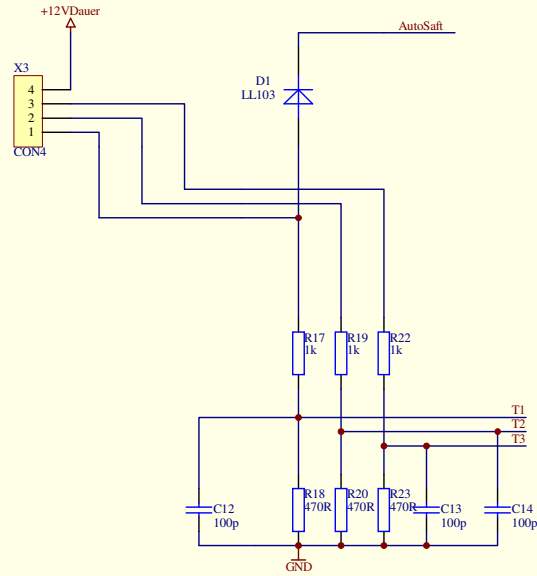 +12VDauer
AutoSaft
X3
D1
LL103
4
3
2
1
CON4
R17
1k
R19
1k
R22
1k
T1
T2
T3
R18
470R
R20
470R
R23
470R
C12
100p
C13
100p
C14
100p
GND